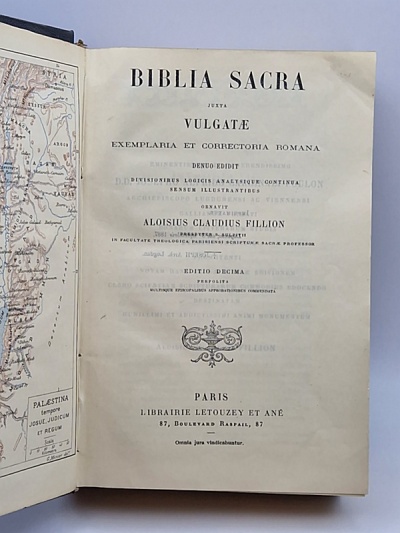 BIBLIA SACRA
JUXTA
VULGATÆ
EXEMPLARIA ET CORRECTORIA ROMANA
DENUO EDIDIT
DIVISIONIBUS LOGICIS ANALYSIQUE CONTINUA
SENSUM ILLUSTRANTIBUS
ORNAVIT
ALOISIUS CLAUDIUS FILLION
PRESBYTER S. SULPITII
IN FACULTATE THEOLOGICA PARISIENSI SCRIPTURÆ SACRÆ PROFESSOR
EDITIO DECIMA
PERPOLITA
MULTISQUE EPISCOPALIBUS APPROBATIONIBUS COMMENDATA
PARIS
LIBRAIRIE LETOUZEY ET ANÉ
87, BOULEVARD RASPAIL, 87
Omnia jura vindicabuntur.
PALÆSTINA
tempore
JOSUE, JUDICUM
ET REGUM